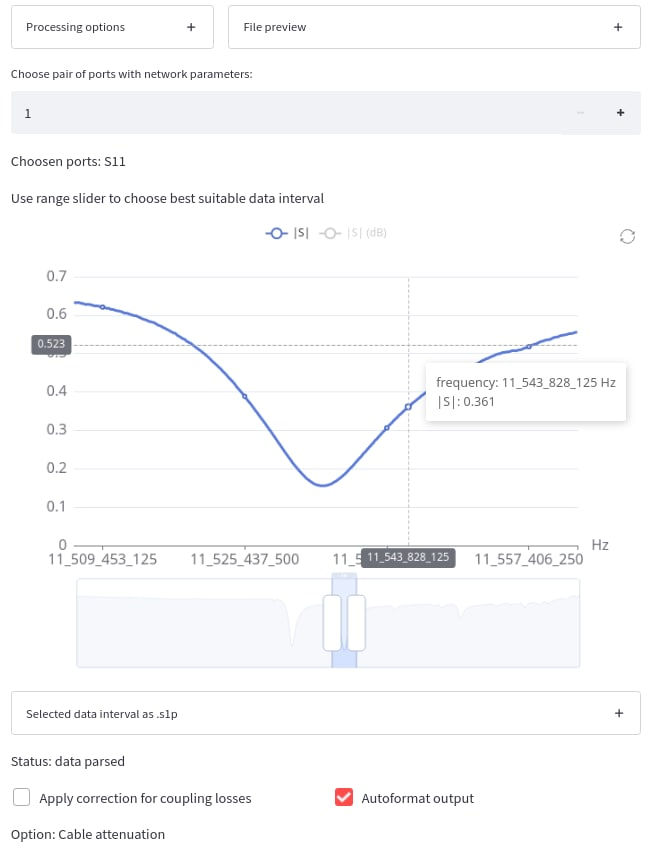 Processing options +
File preview +
Choose pair of ports with network parameters:
1 − +
Choosen ports: S11
Use range slider to choose best suitable data interval
|S| |S| (dB)
0.7
0.6
0.523
0.5
frequency: 11_543_828_125 Hz
0.4
|S|: 0.361
0.3
0.2
0.1
0 Hz
11_509_453_125 11_525_437_500 11_5 11_543_828_125 11_557_406_250
Selected data interval as .s1p +
Status: data parsed
Apply correction for coupling losses Autoformat output
Option: Cable attenuation